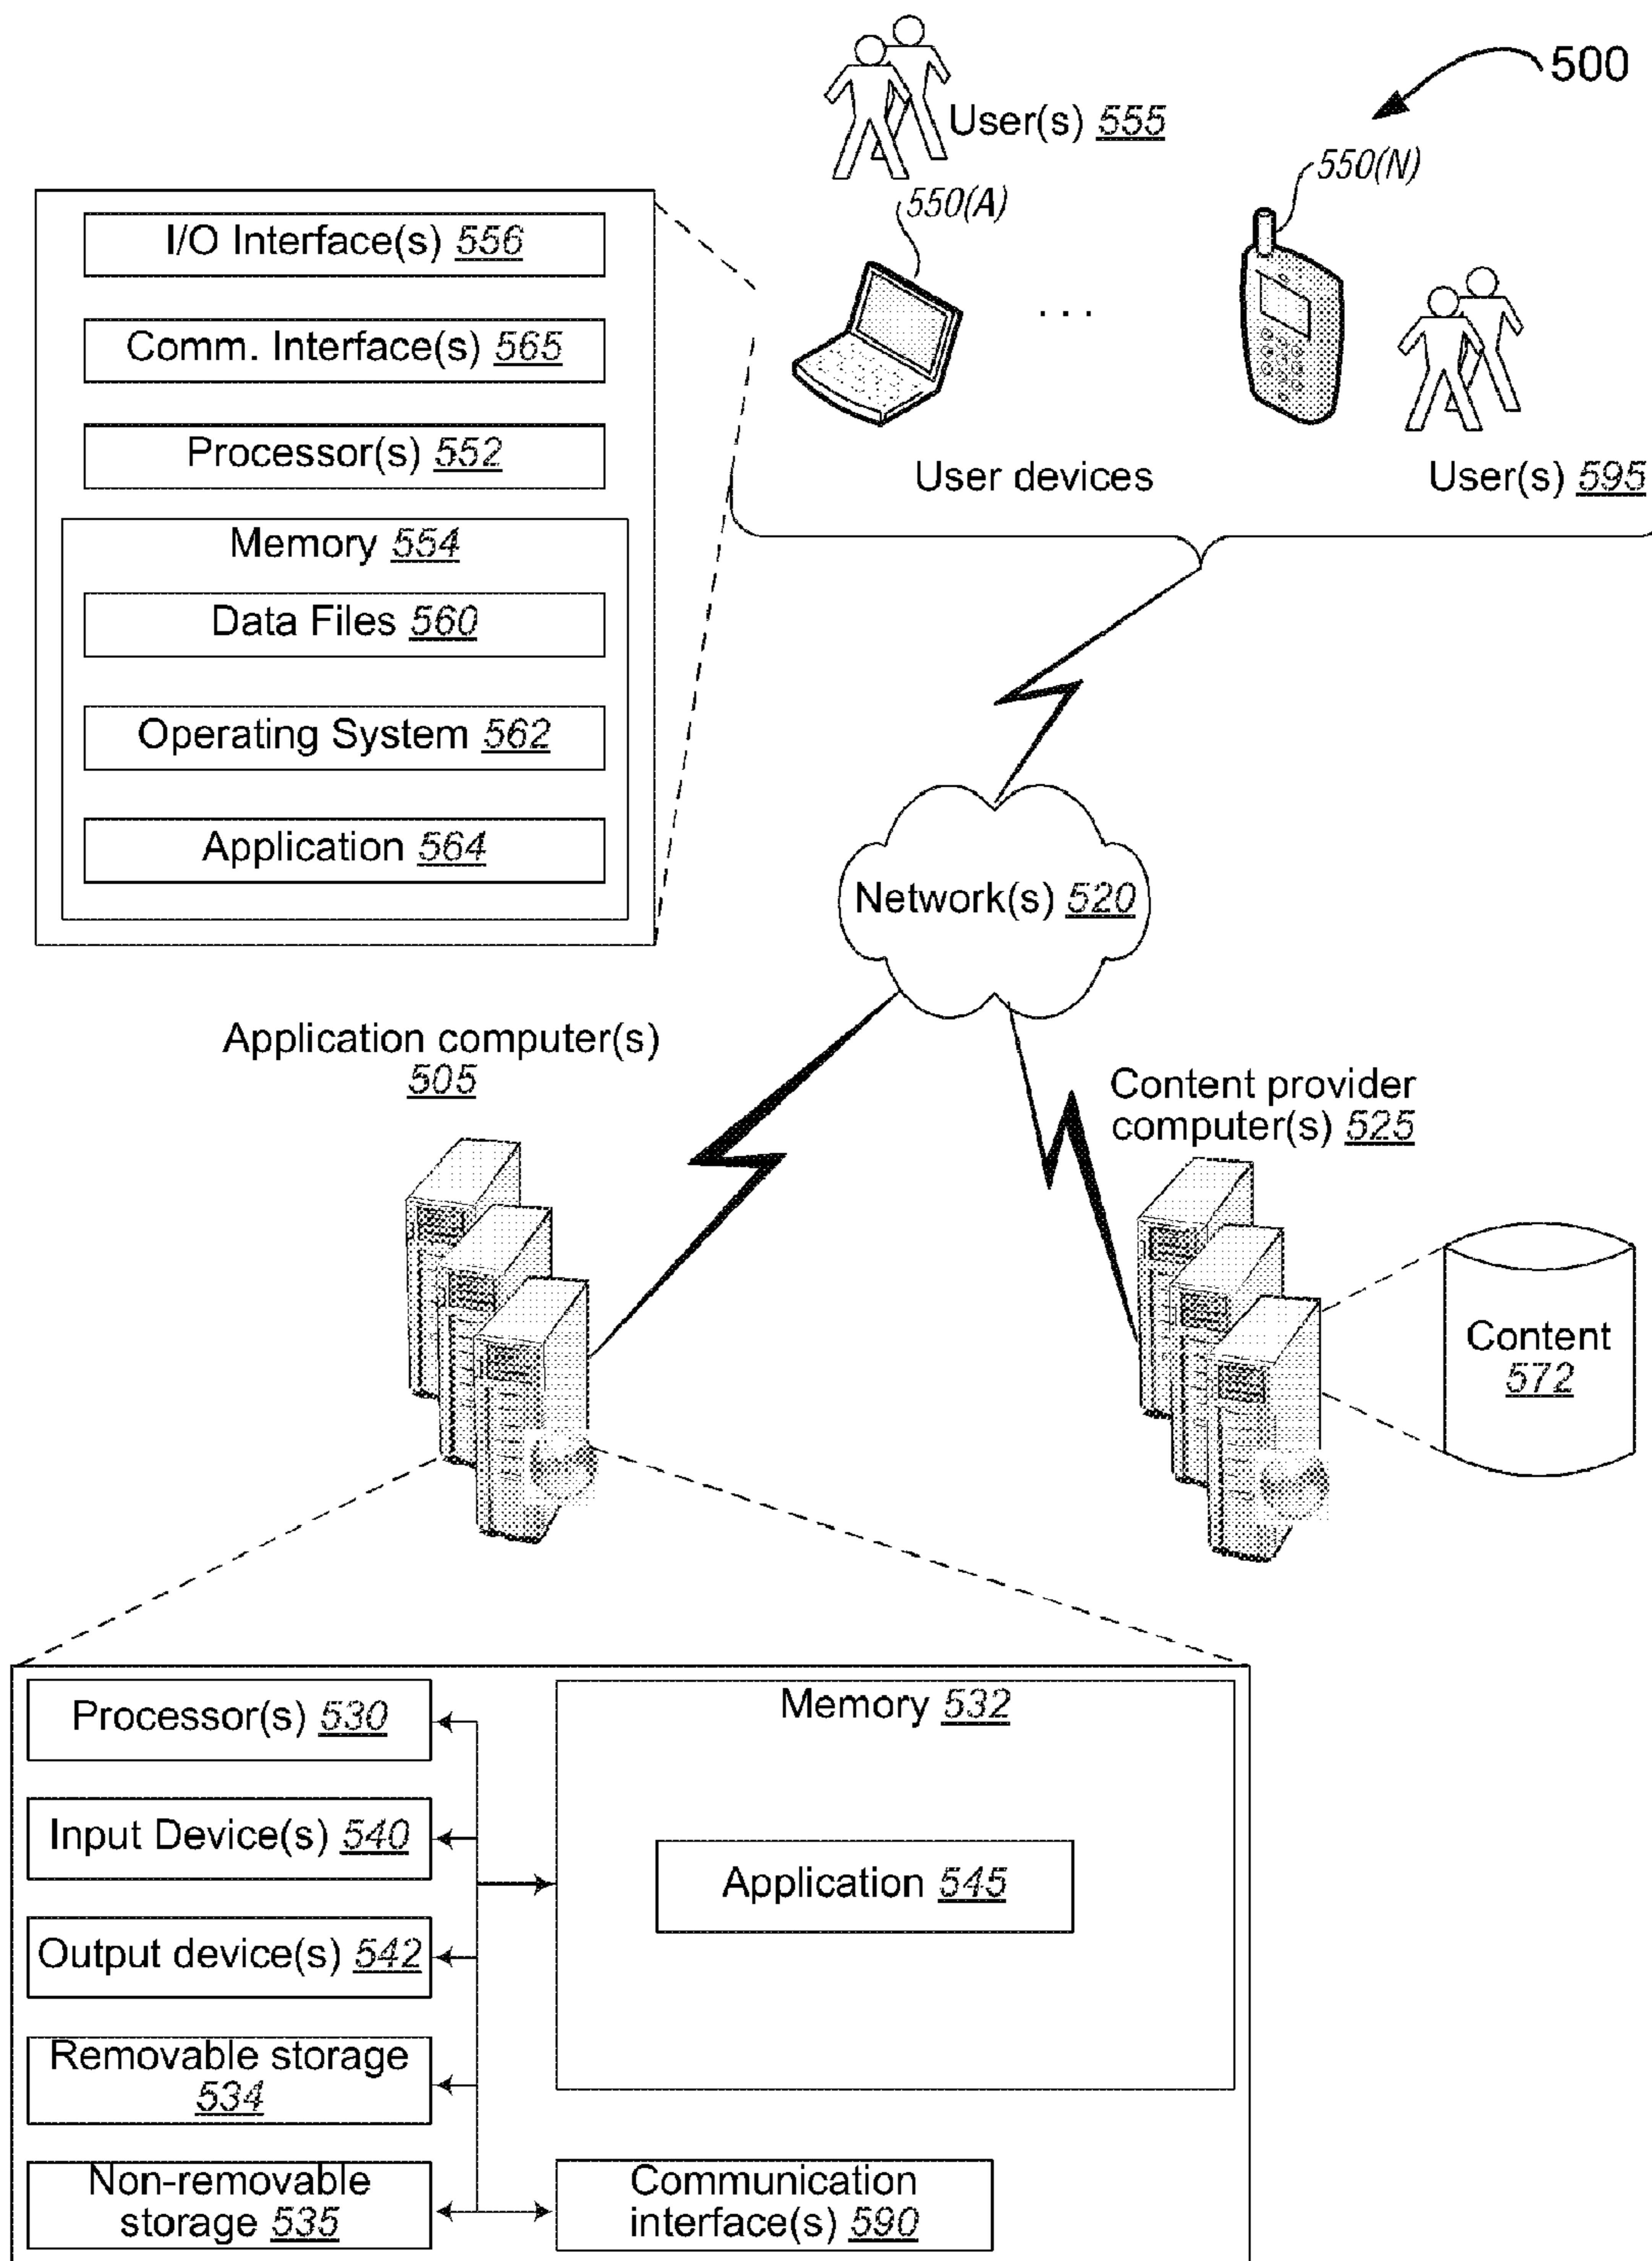 500
User(s) 555
550(A)
550(N)
. . .
User devices
User(s) 595
I/O Interface(s) 556
Comm. Interface(s) 565
Processor(s) 552
Memory 554
Data Files 560
Operating System 562
Application 564
Network(s) 520
Application computer(s)
505
Content provider
computer(s) 525
Content
572
Processor(s) 530
Input Device(s) 540
Output device(s) 542
Removable storage
534
Non-removable
storage 535
Memory 532
Application 545
Communication
interface(s) 590